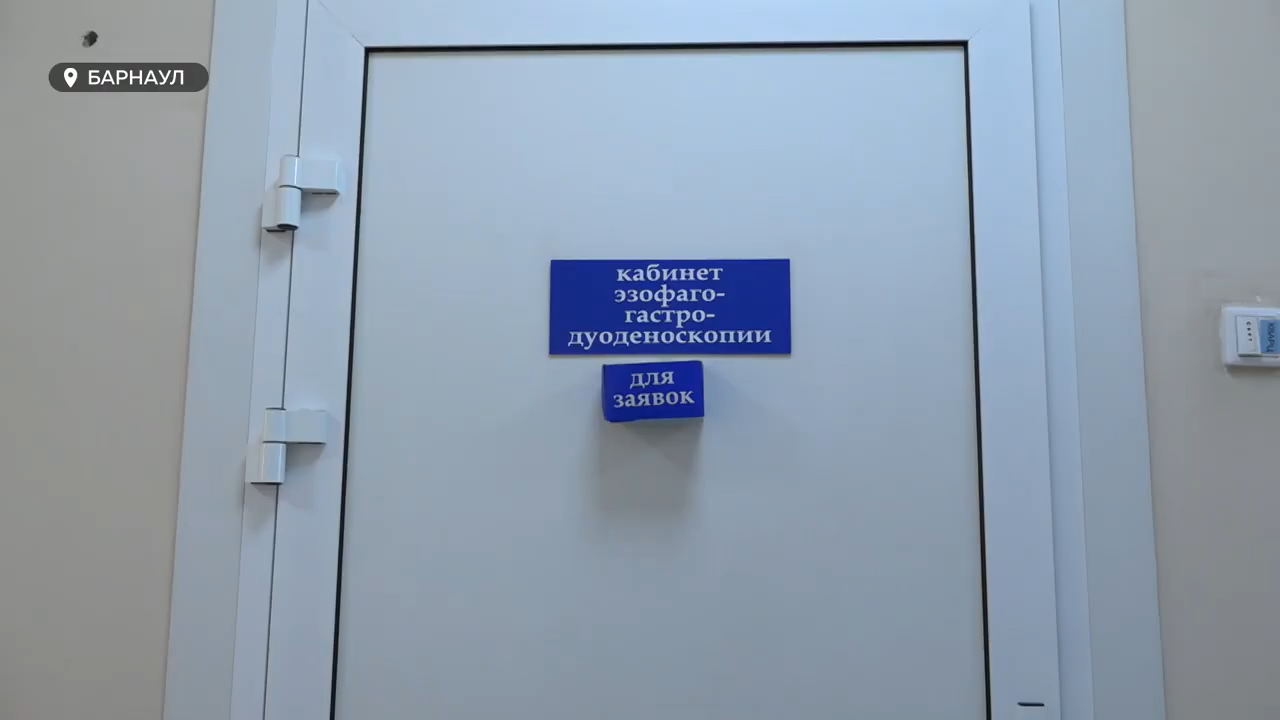 БАРНАУЛ
кабинет
эзофаго-
гастро-
дуоденоскопии
для
заявок